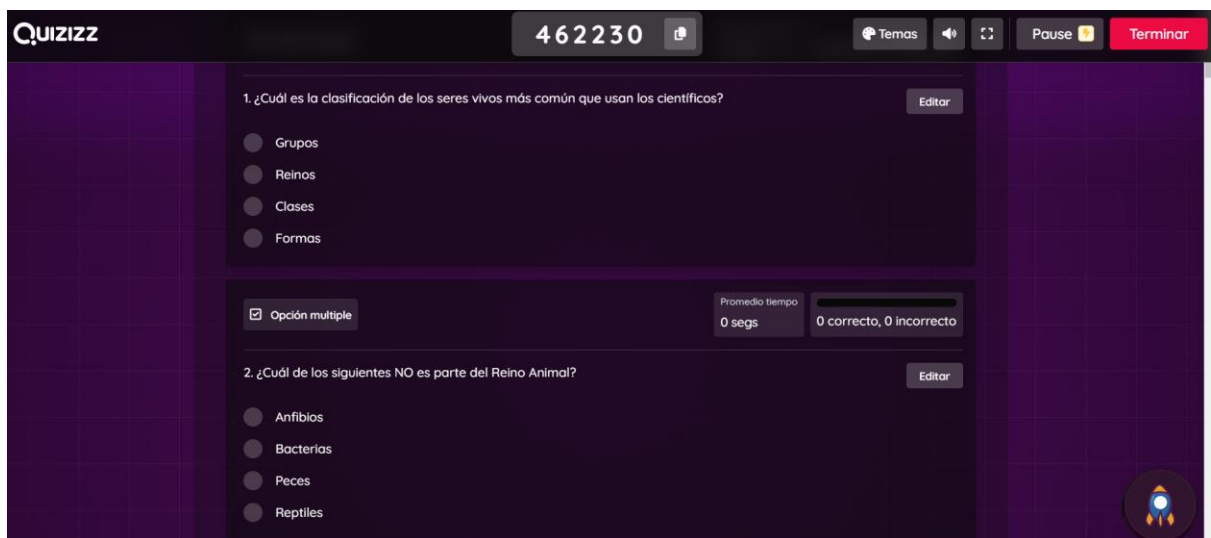 QUIZIZZ
462230
Temas
Pause
Terminar
1. ¿Cuál es la clasificación de los seres vivos más común que usan los científicos?
Editar
Grupos
Reinos
Clases
Formas
Opción multiple
Promedio tiempo
0 segs
0 correcto, 0 incorrecto
2. ¿Cuál de los siguientes NO es parte del Reino Animal?
Editar
Anfibios
Bacterias
Peces
Reptiles